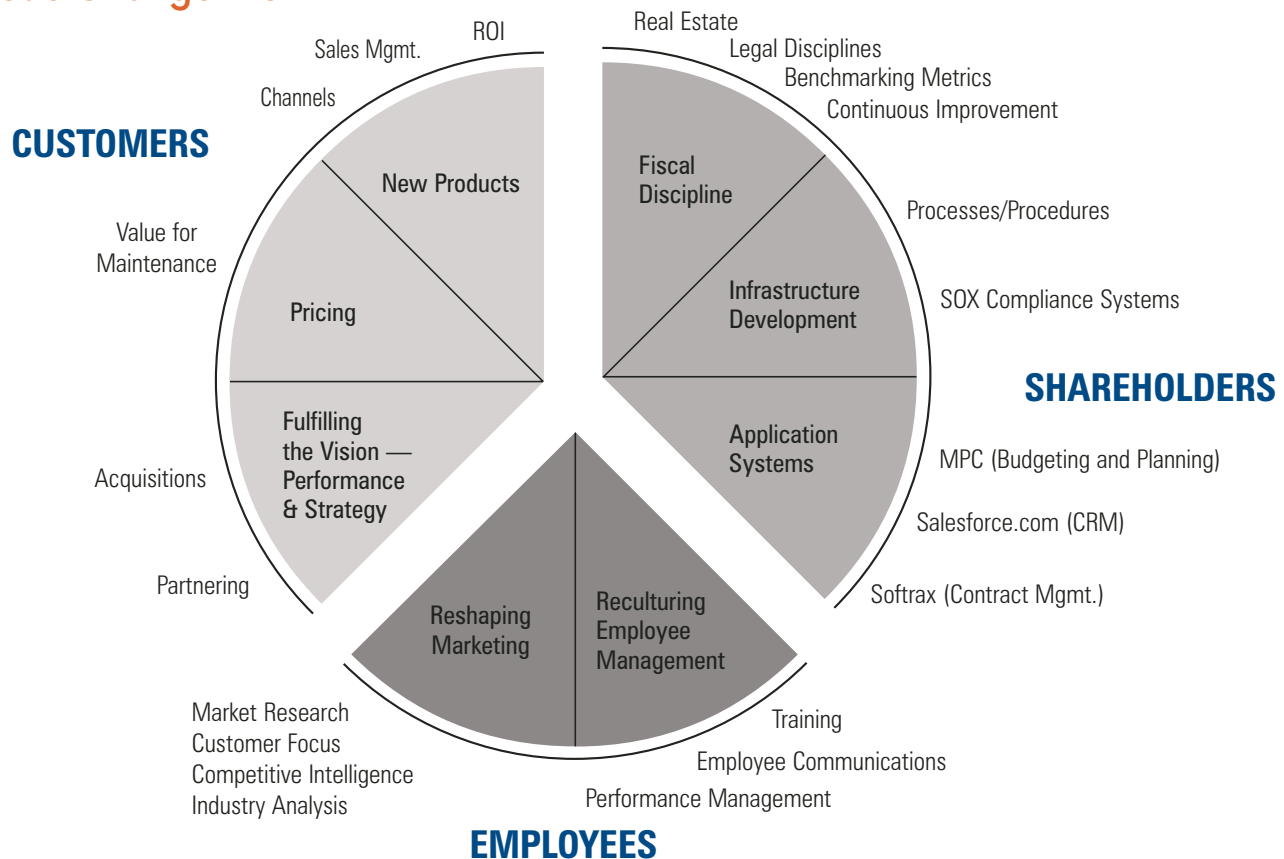 ROI
Sales Mgmt.
Channels
CUSTOMERS
Value for
Maintenance
Acquisitions
Partnering
New Products
Pricing
Fulfilling
the Vision —
Performance
& Strategy
Real Estate
Legal Disciplines
Benchmarking Metrics
Continuous Improvement
Processes/Procedures
SOX Compliance Systems
SHAREHOLDERS
MPC (Budgeting and Planning)
Salesforce.com (CRM)
Softrax (Contract Mgmt.)
Fiscal
Discipline
Infrastructure
Development
Application
Systems
Reshaping
Marketing
Reculturing
Employee
Management
Market Research
Customer Focus
Competitive Intelligence
Industry Analysis
Training
Employee Communications
Performance Management
EMPLOYEES